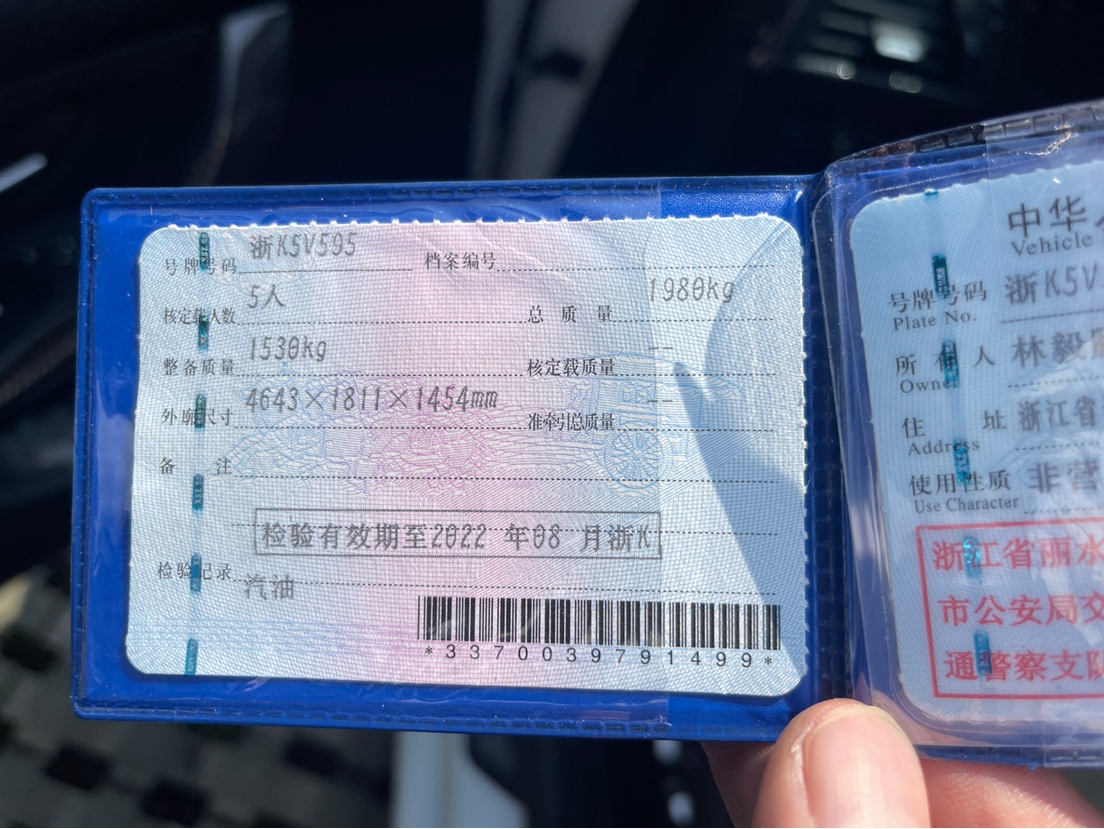 浙K5V595
号牌号码
档案编号
5人
1980kg
核定载人数
总 质 量
1530kg
--
整备质量
核定载质量
4643×1811×1454mm
--
外廓尺寸
准牵引总质量
备 注
检验有效期至2022 年08 月浙K
检验记录
汽油
*3370039791499*
中华
Vehicle
号牌号码 浙K5V
Plate No.
所有人 林毅
Owner
住 址 浙江省
Address
使用性质 非营
Use Character
浙江省丽水
市公安局交
通警察支队